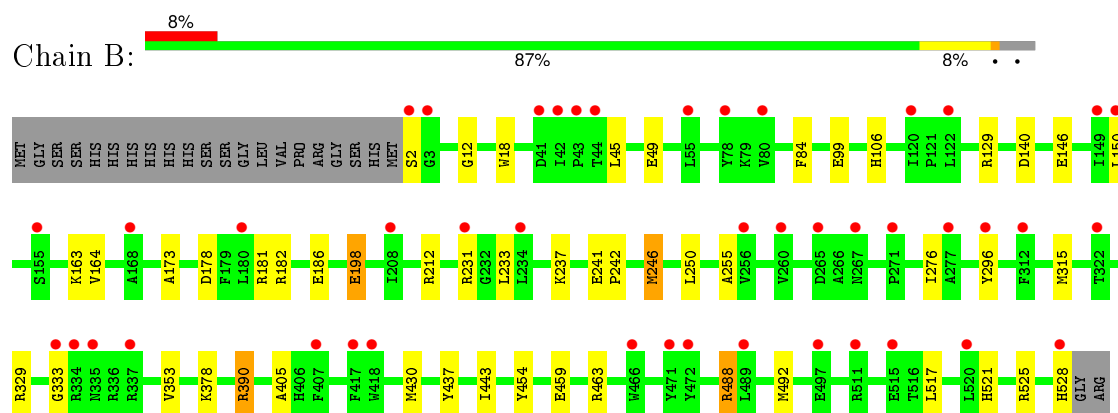 8%
Chain B:
87% 8% • •
MET GLY SER SER HIS HIS HIS HIS HIS HIS HIS HIS SER SER GLY LEU VAL PRO ARG GLY SER HIS MET S2 G3 G12 W18 D41 I42 P43 T44 L45 E49 L55 Y78 K79 V80 F84 E99 H106 I120 P121 L122 R129 D140 E146 I149 L150
S155 K163 V164 A168 A173 D178 F179 L180 R181 R182 E186 E198 I208 R212 R231 G232 L233 L234 K237 E241 P242 M246 L250 A255 V256 V260 D265 A266 N267 P271 I276 A277 Y296 F312 M315 T322
R329 G333 R334 N335 R336 R337 V353 K378 R390 A405 H406 F407 F417 W418 M430 Y437 I443 Y454 E459 R463 W466 Y471 Y472 R488 L489 M492 E497 R511 E515 T516 L517 L520 H521 R525 H528 GLY ARG